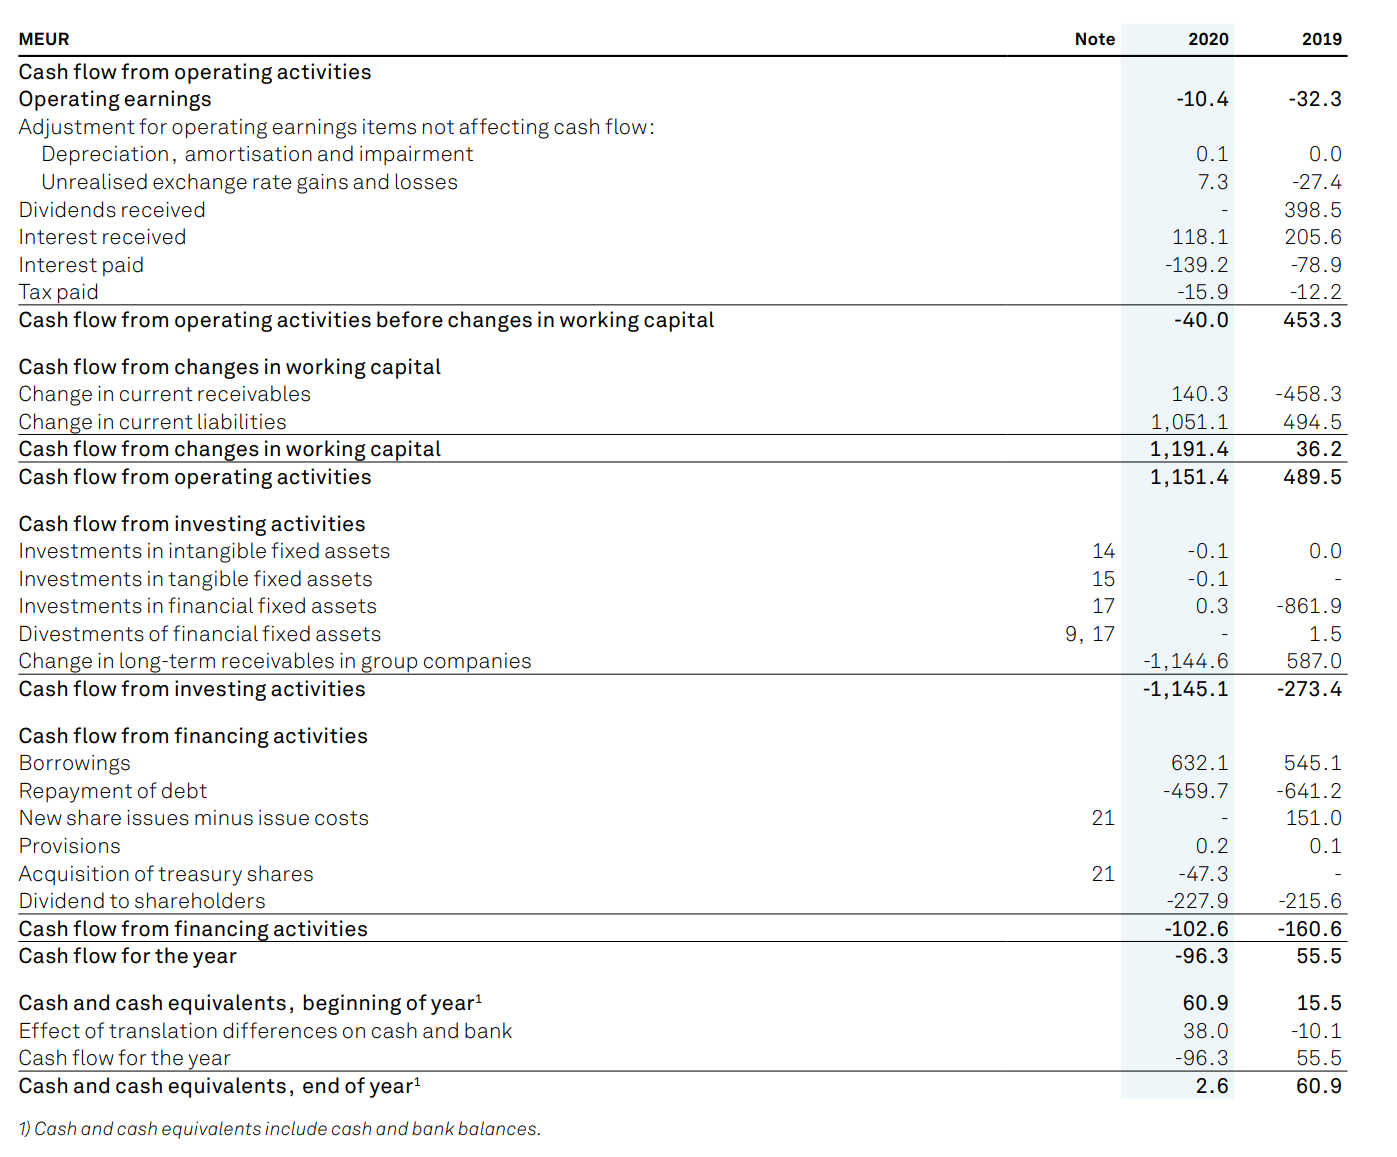 MEUR Note 2020 2019
Cash flow from operating activities
Operating earnings -10.4 -32.3
Adjustment for operating earnings items not affecting cash flow:
Depreciation, amortisation and impairment 0.1 0.0
Unrealised exchange rate gains and losses 7.3 -27.4
Dividends received - 398.5
Interest received 118.1 205.6
Interest paid -139.2 -78.9
Tax paid -15.9 -12.2
Cash flow from operating activities before changes in working capital -40.0 453.3
Cash flow from changes in working capital
Change in current receivables 140.3 -458.3
Change in current liabilities 1,051.1 494.5
Cash flow from changes in working capital 1,191.4 36.2
Cash flow from operating activities 1,151.4 489.5
Cash flow from investing activities
Investments in intangible fixed assets 14 -0.1 0.0
Investments in tangible fixed assets 15 -0.1 -
Investments in financial fixed assets 17 0.3 -861.9
Divestments of financial fixed assets 9, 17 - 1.5
Change in long-term receivables in group companies -1,144.6 587.0
Cash flow from investing activities -1,145.1 -273.4
Cash flow from financing activities
Borrowings 632.1 545.1
Repayment of debt -459.7 -641.2
New share issues minus issue costs 21 - 151.0
Provisions 0.2 0.1
Acquisition of treasury shares 21 -47.3 -
Dividend to shareholders -227.9 -215.6
Cash flow from financing activities -102.6 -160.6
Cash flow for the year -96.3 55.5
Cash and cash equivalents, beginning of year¹ 60.9 15.5
Effect of translation differences on cash and bank 38.0 -10.1
Cash flow for the year -96.3 55.5
Cash and cash equivalents, end of year¹ 2.6 60.9
1) Cash and cash equivalents include cash and bank balances.